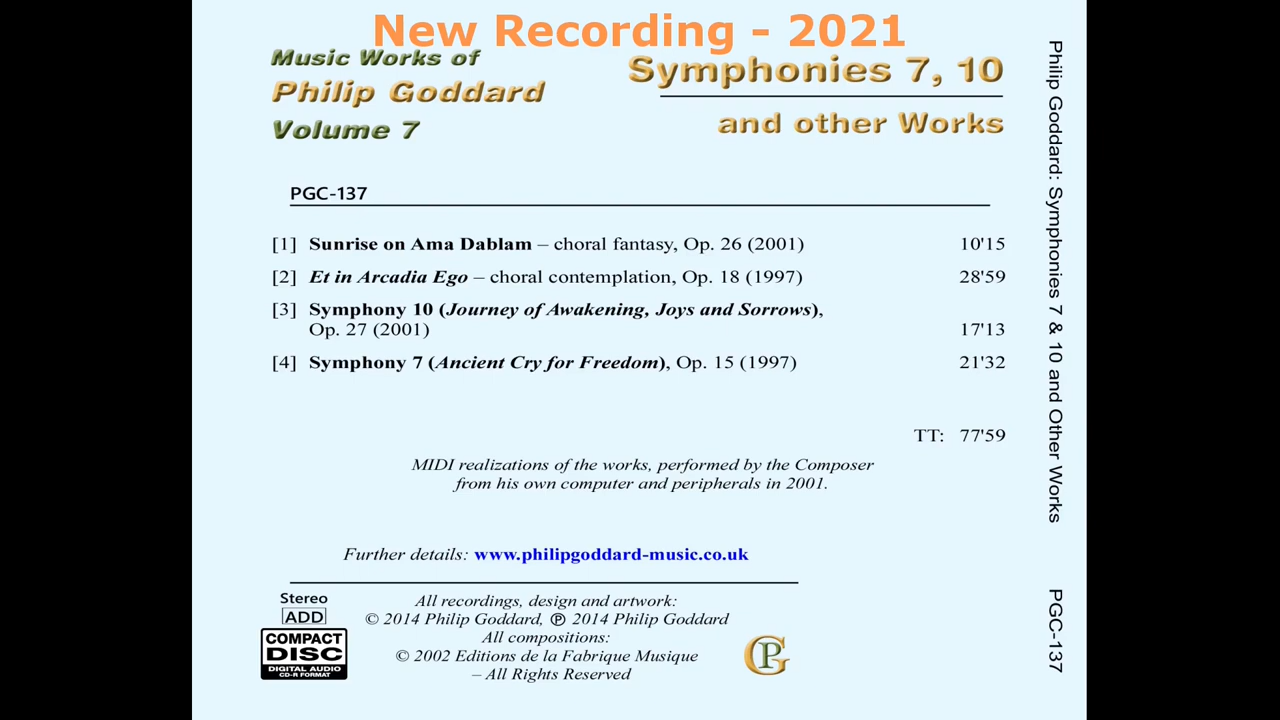 New Recording - 2021
Music Works of
Philip Goddard
Volume 7
Symphonies 7, 10
and other Works
PGC-137
[1] Sunrise on Ama Dablam – choral fantasy, Op. 26 (2001) 10'15
[2] Et in Arcadia Ego – choral contemplation, Op. 18 (1997) 28'59
[3] Symphony 10 (Journey of Awakening, Joys and Sorrows),
Op. 27 (2001) 17'13
[4] Symphony 7 (Ancient Cry for Freedom), Op. 15 (1997) 21'32
TT: 77'59
MIDI realizations of the works, performed by the Composer
from his own computer and peripherals in 2001.
Further details: www.philipgoddard-music.co.uk
Stereo
ADD
COMPACT
DISC
DIGITAL AUDIO
CD-R FORMAT
All recordings, design and artwork:
© 2014 Philip Goddard, ℗ 2014 Philip Goddard
All compositions:
© 2002 Editions de la Fabrique Musique
– All Rights Reserved
GP
Philip Goddard: Symphonies 7 & 10 and Other Works
PGC-137